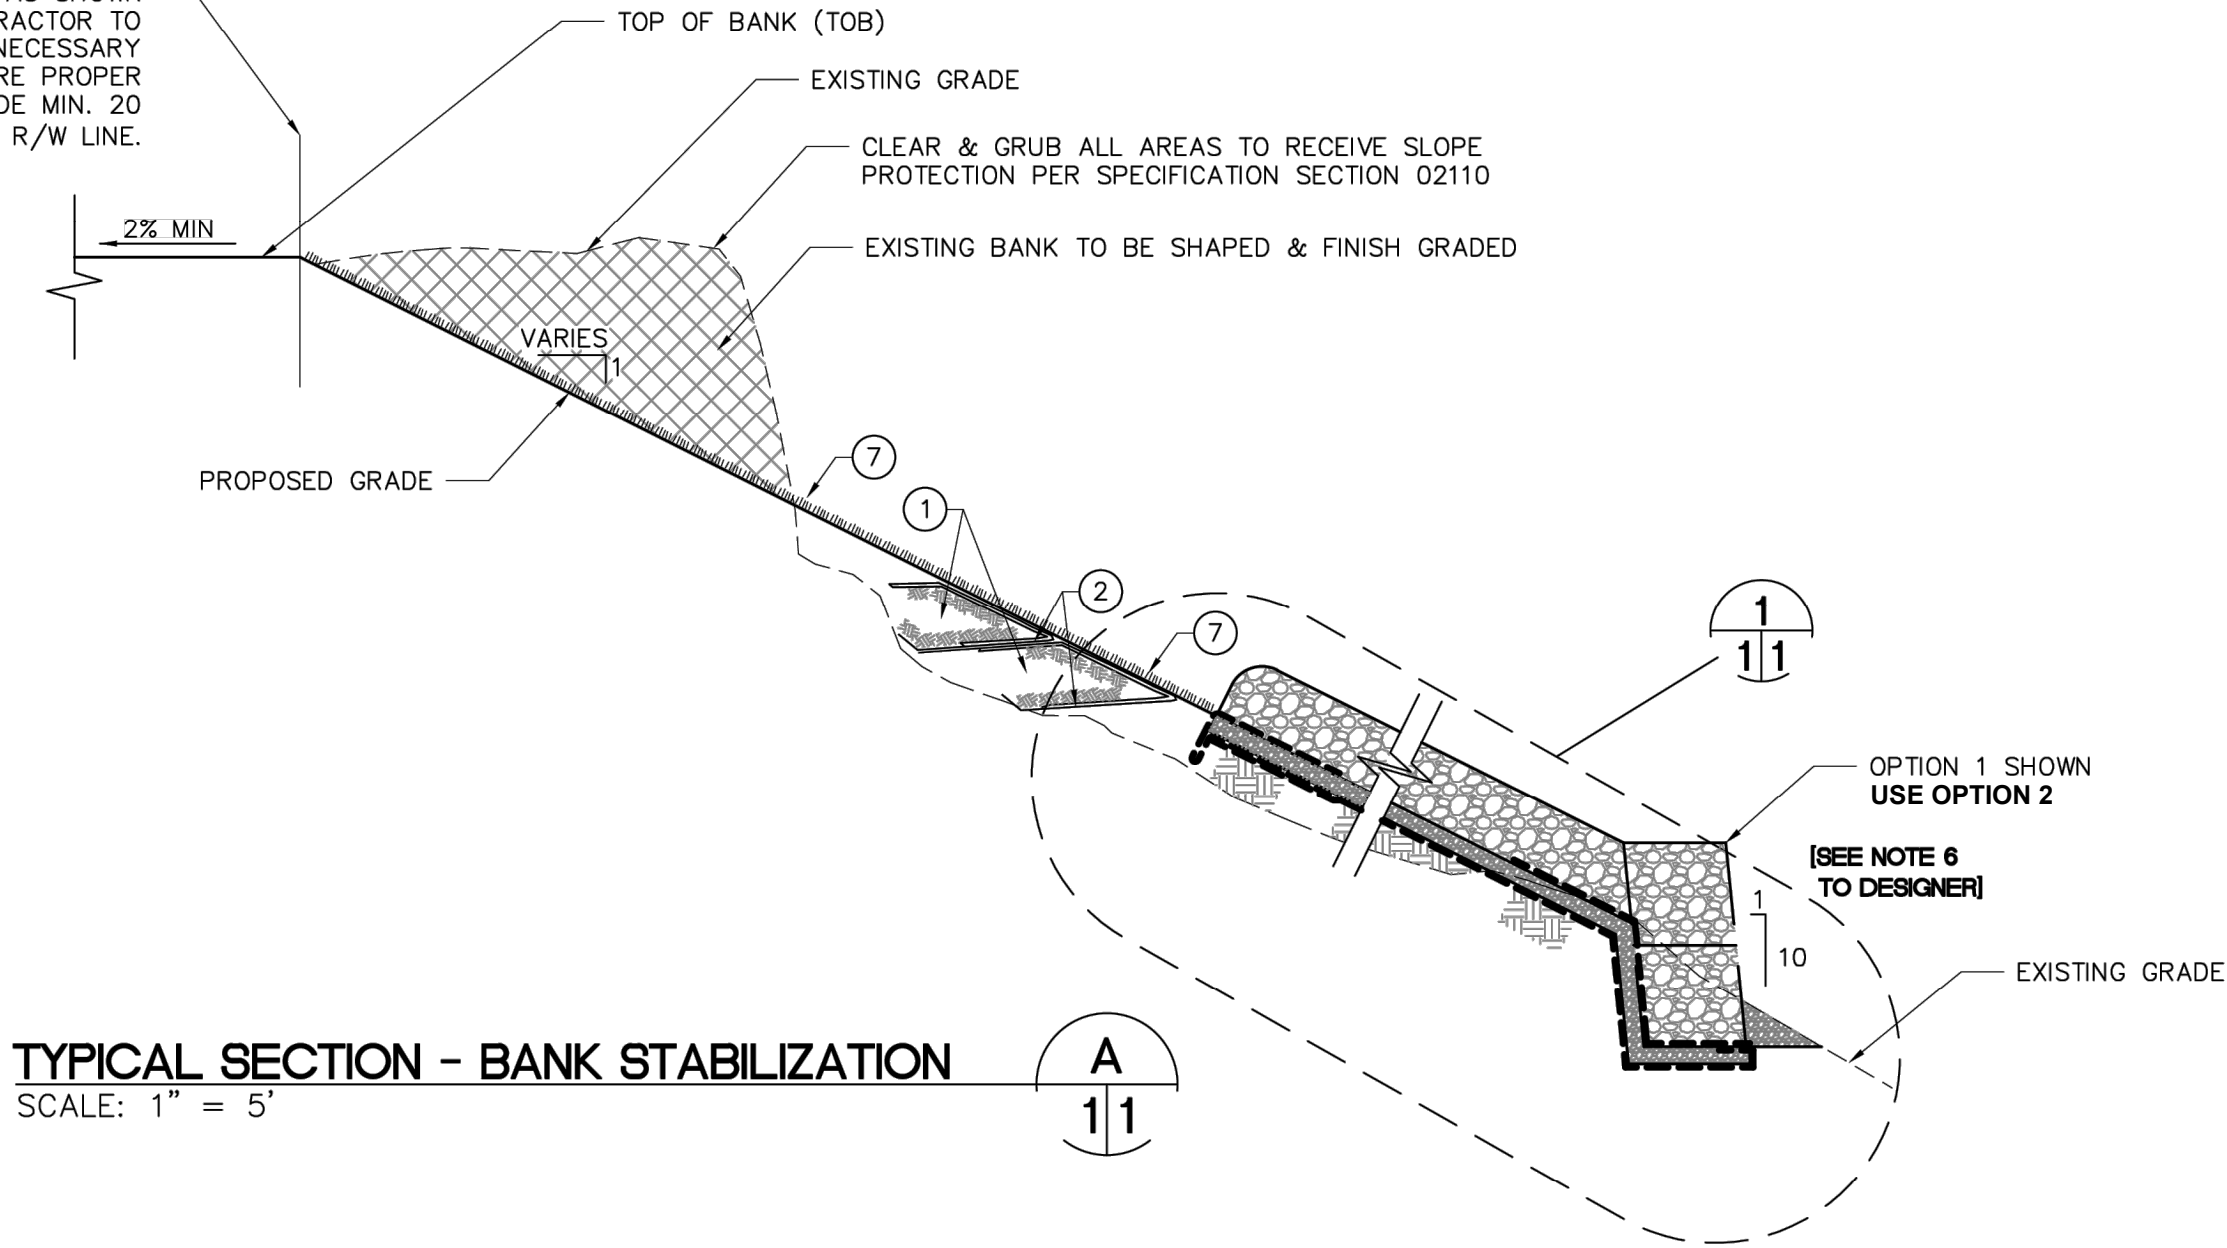 RACTOR TO
NECESSARY
RE PROPER
DE MIN. 20
R/W LINE.
TOP OF BANK (TOB)
EXISTING GRADE
CLEAR & GRUB ALL AREAS TO RECEIVE SLOPE
PROTECTION PER SPECIFICATION SECTION 02110
2% MIN
EXISTING BANK TO BE SHAPED & FINISH GRADED
VARIES
1
PROPOSED GRADE
7
1
2
7
1
1 1
OPTION 1 SHOWN
USE OPTION 2
[SEE NOTE 6
TO DESIGNER]
1
10
EXISTING GRADE
TYPICAL SECTION - BANK STABILIZATION
SCALE: 1" = 5'
A
1 1